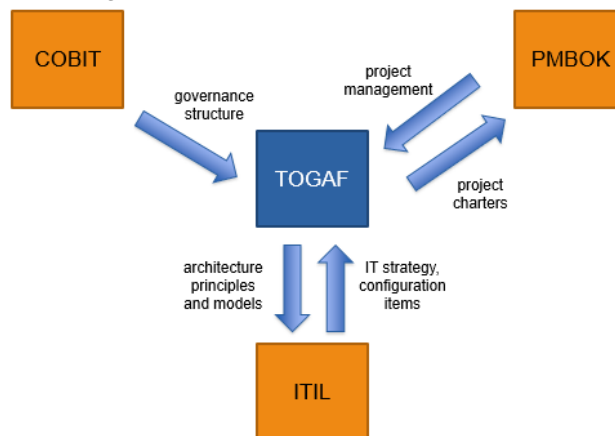 COBIT
PMBOK
project
management
governance
structure
TOGAF
project
charters
architecture
principles
and models
IT strategy,
configuration
items
ITIL